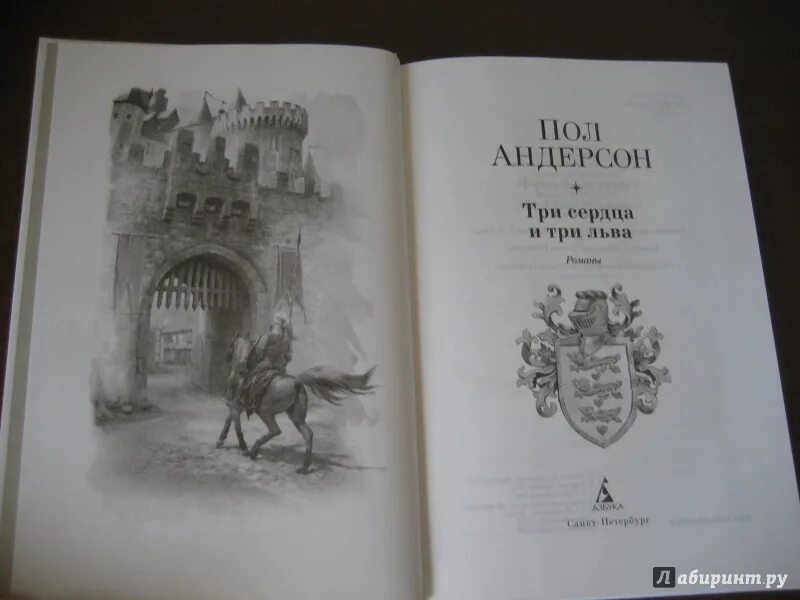 ПОЛ
АНДЕРСОН
Три сердца
и три льва
Романы
АЗБУКА
Санкт-Петербург
Лабиринт.ру